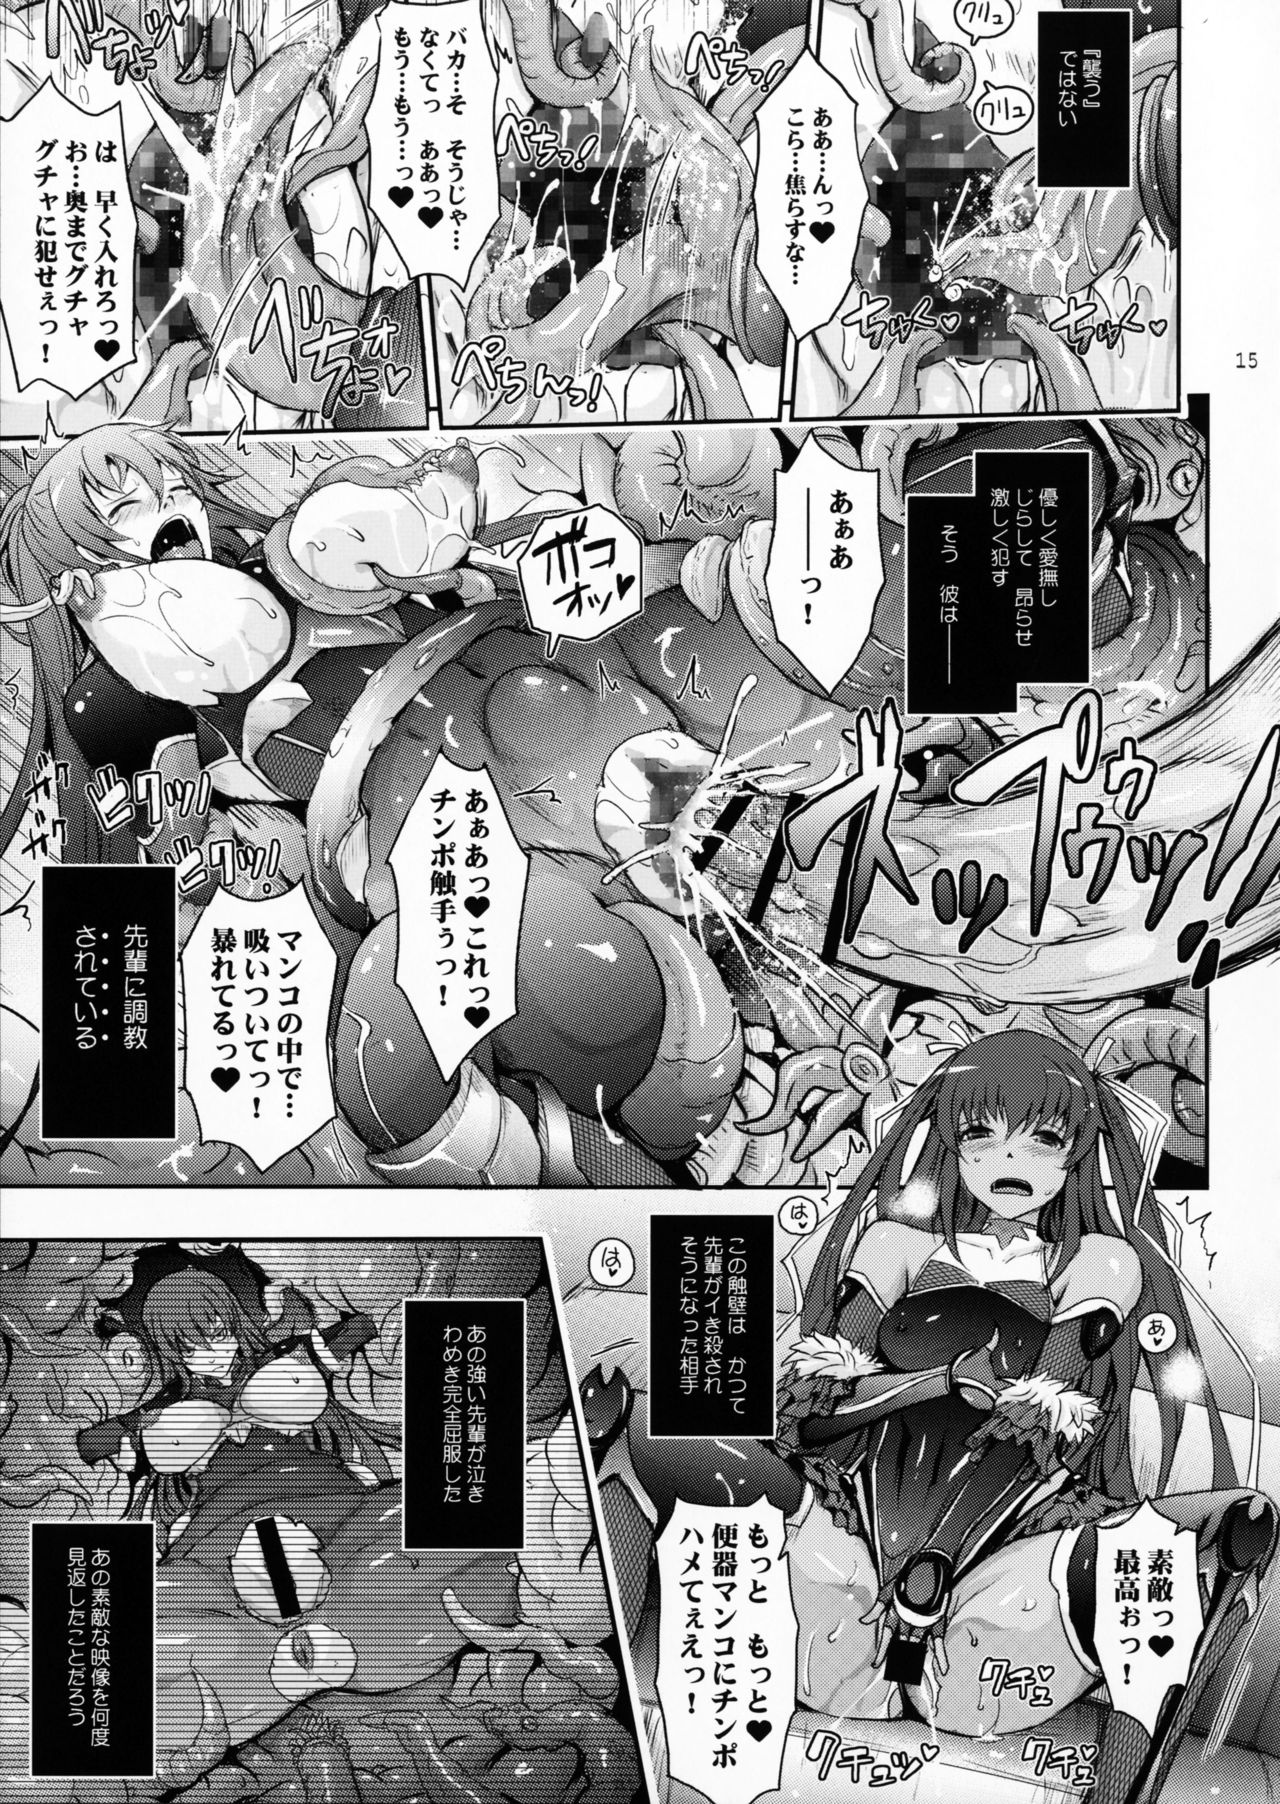 『襲う』
ではない
クリュ
クリュ
ああ…んっ♥
こら…焦らすな…
ちゅく♥
ちゅく♥
ぺちっ！
ぺちっ！
ぺちんっ！
バカ…そ そうじゃ…
なくてっ ああっ♥
もう…もう…っ♥
べちょッ
べちょォ♥
は 早く入れろっ♥
お…奥までグチャ
グチャに犯せぇっ！
15
優しく愛撫し
じらして 昂らせ
激しく犯す
そう 彼は――
あぁあ
――っ！
ズップゥゥッ!!
ボコォッ♥
あぁあっ♥これっ♥
チンポ触手ぅっ！
マンコの中で…
吸いついてっ！
暴れてるっ♥
ビクッ！
ビクッ！
ガク
ガク
先輩に調教
されている
この触壁は かつて
先輩がイき殺され
そうになった相手
は♥
は♥
あ♥
素敵っ♥
最高ぉっ！
もっと もっと♥
便器マンコにチンポ
ハメてぇえっ！
クチュ♥
クチュ♥
クチュッ♥
あの強い先輩が泣き
わめき完全屈服した
あの素敵な映像を何度
見返したことだろう